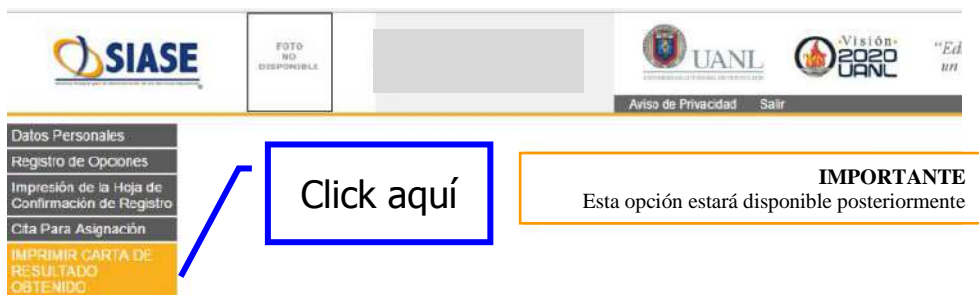 SIASE
FOTO
NO
DISPONIBLE
UANL
Visión
2020
UANL
"Ed
un
Aviso de Privacidad Salir
Datos Personales
Registro de Opciones
Impresión de la Hoja de
Confirmación de Registro
Cita Para Asignación
IMPRIMIR CARTA DE
RESULTADO
OBTENIDO
Click aquí
IMPORTANTE
Esta opción estará disponible posteriormente